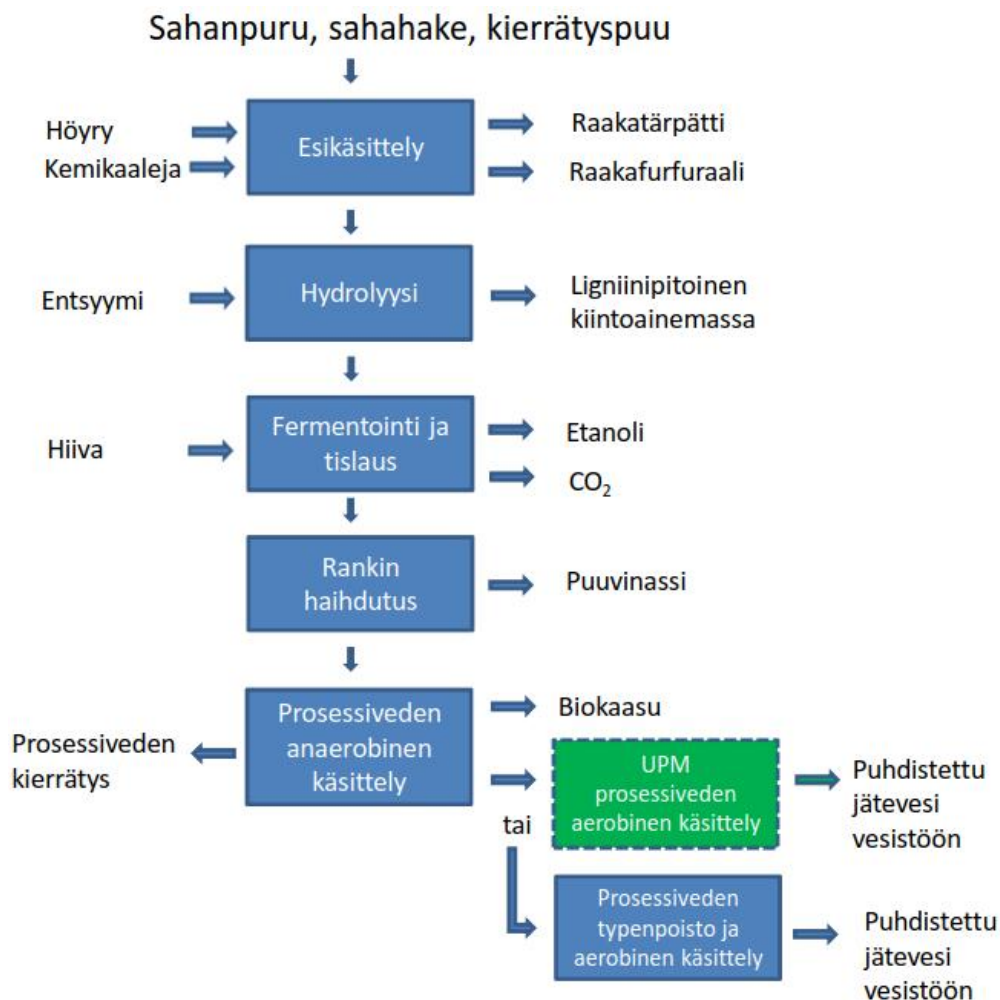 Sahanpuru, sahahake, kierrätyspuu
Höyry
Kemikaaleja
Esikäsittely
Raakatärpätti
Raakafurfuraali
Entsyymi
Hydrolyysi
Ligniinipitoinen
kiintoainemassa
Hiiva
Fermentointi ja
tislaus
Etanoli
CO₂
Rankin
haihdutus
Puuvinassi
Prosessiveden
kierrätys
Prosessiveden
anaerobinen
käsittely
Biokaasu
UPM
prosessiveden
aerobinen käsittely
Puhdistettu
jätevesi
vesistöön
tai
Prosessiveden
typenpoisto ja
aerobinen käsittely
Puhdistettu
jätevesi
vesistöön